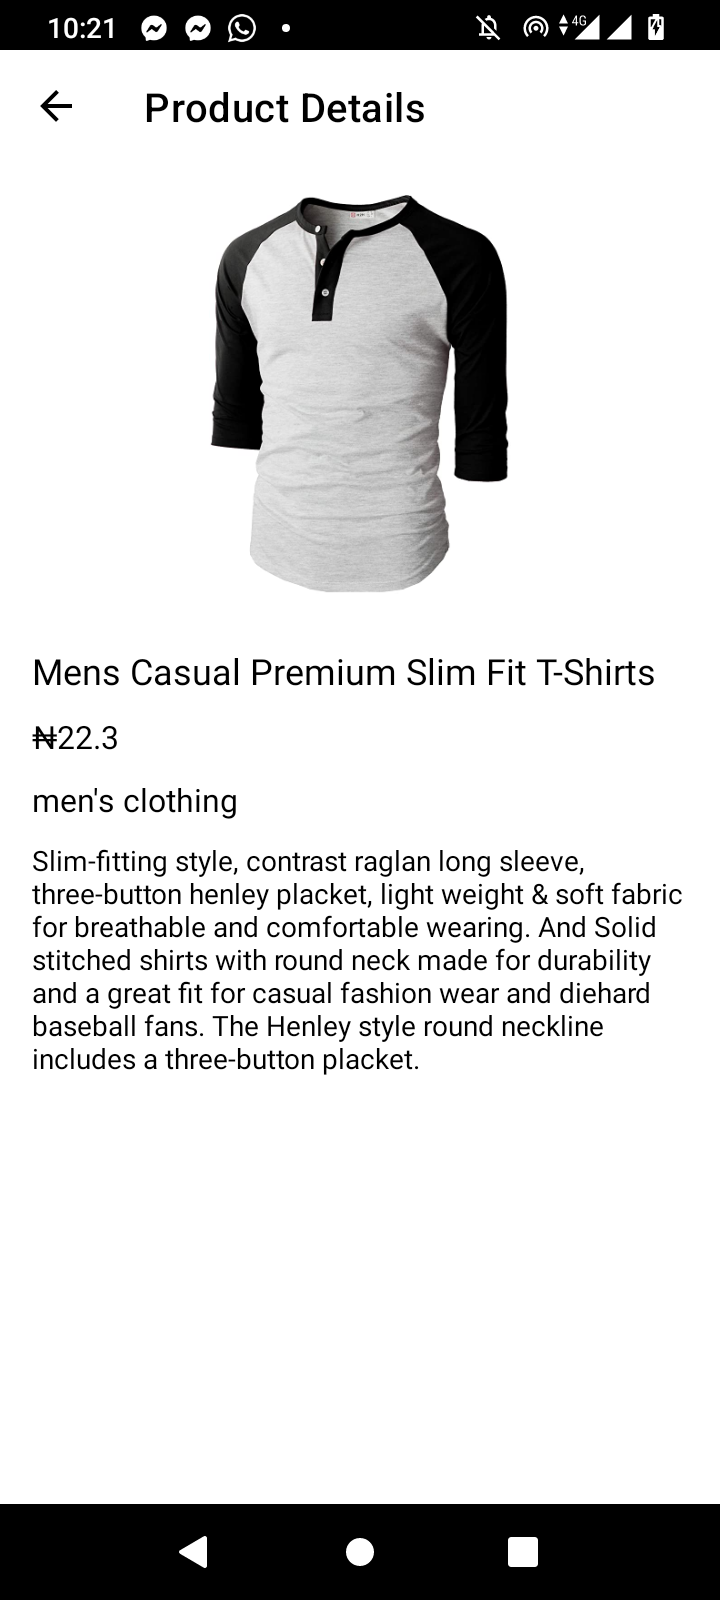 10:21
4G
Product Details
Mens Casual Premium Slim Fit T-Shirts
₦22.3
men's clothing
Slim-fitting style, contrast raglan long sleeve,
three-button henley placket, light weight & soft fabric
for breathable and comfortable wearing. And Solid
stitched shirts with round neck made for durability
and a great fit for casual fashion wear and diehard
baseball fans. The Henley style round neckline
includes a three-button placket.